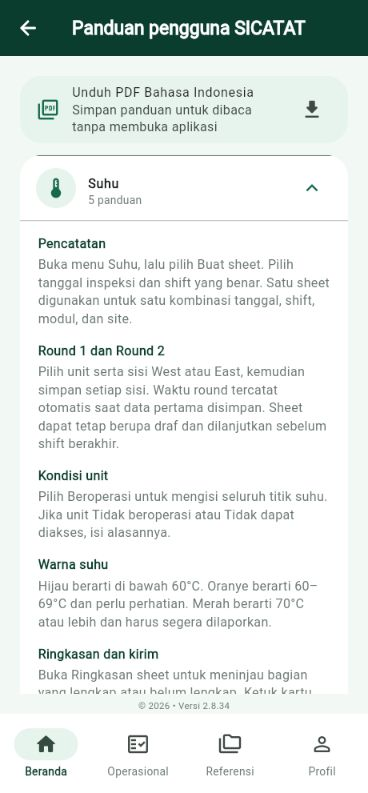 Panduan pengguna SICATAT
PDF
Unduh PDF Bahasa Indonesia
Simpan panduan untuk dibaca
tanpa membuka aplikasi
Suhu
5 panduan
Pencatatan
Buka menu Suhu, lalu pilih Buat sheet. Pilih
tanggal inspeksi dan shift yang benar. Satu sheet
digunakan untuk satu kombinasi tanggal, shift,
modul, dan site.
Round 1 dan Round 2
Pilih unit serta sisi West atau East, kemudian
simpan setiap sisi. Waktu round tercatat
otomatis saat data pertama disimpan. Sheet
dapat tetap berupa draf dan dilanjutkan sebelum
shift berakhir.
Kondisi unit
Pilih Beroperasi untuk mengisi seluruh titik suhu.
Jika unit Tidak beroperasi atau Tidak dapat
diakses, isi alasannya.
Warna suhu
Hijau berarti di bawah 60°C. Oranye berarti 60–
69°C dan perlu perhatian. Merah berarti 70°C
atau lebih dan harus segera dilaporkan.
Ringkasan dan kirim
Buka Ringkasan sheet untuk meninjau bagian
yang lengkap atau belum lengkap. Ketuk kartu
© 2026 • Versi 2.8.34
Beranda
Operasional
Referensi
Profil